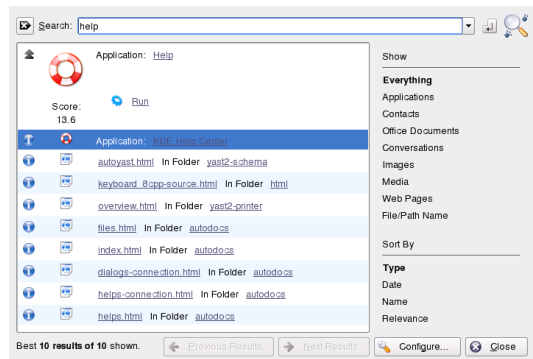 Search: help
Application: Help
Score:
13.6
Run
Application: KDE Help Center
autoyast.html In Folder yast2-schema
keyboard_8cpp-source.html In Folder html
overview.html In Folder yast2-printer
files.html In Folder autodocs
index.html In Folder autodocs
dialogs-connection.html In Folder autodocs
helps-connection.html In Folder autodocs
helps.html In Folder autodocs
Show
Everything
Applications
Contacts
Office Documents
Conversations
Images
Media
Web Pages
File/Path Name
Sort By
Type
Date
Name
Relevance
Best 10 results of 10 shown.
Previous Results
Next Results
Configure...
Close